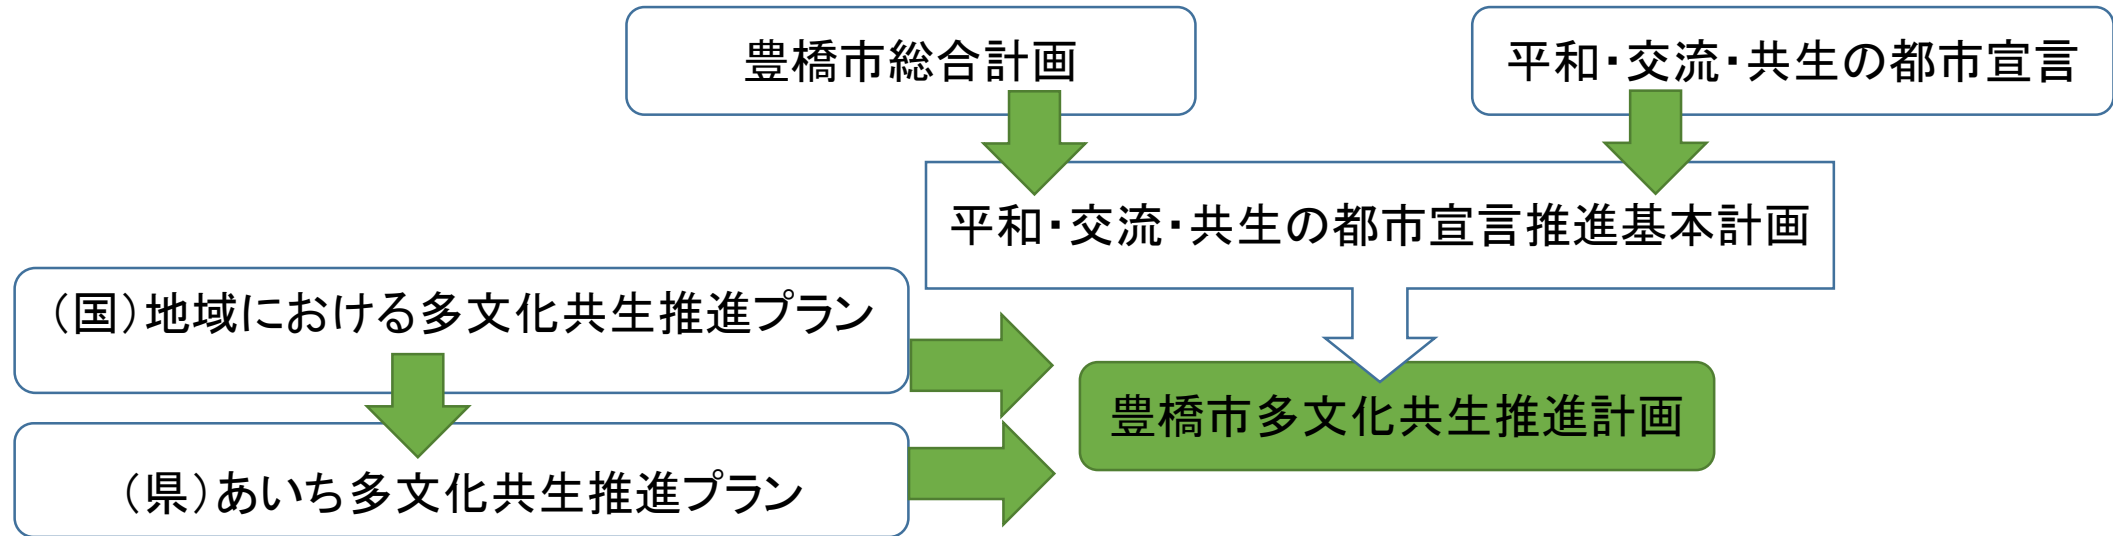 豊橋市総合計画
平和・交流・共生の都市宣言
平和・交流・共生の都市宣言推進基本計画
（国）地域における多文化共生推進プラン
豊橋市多文化共生推進計画
（県）あいち多文化共生推進プラン